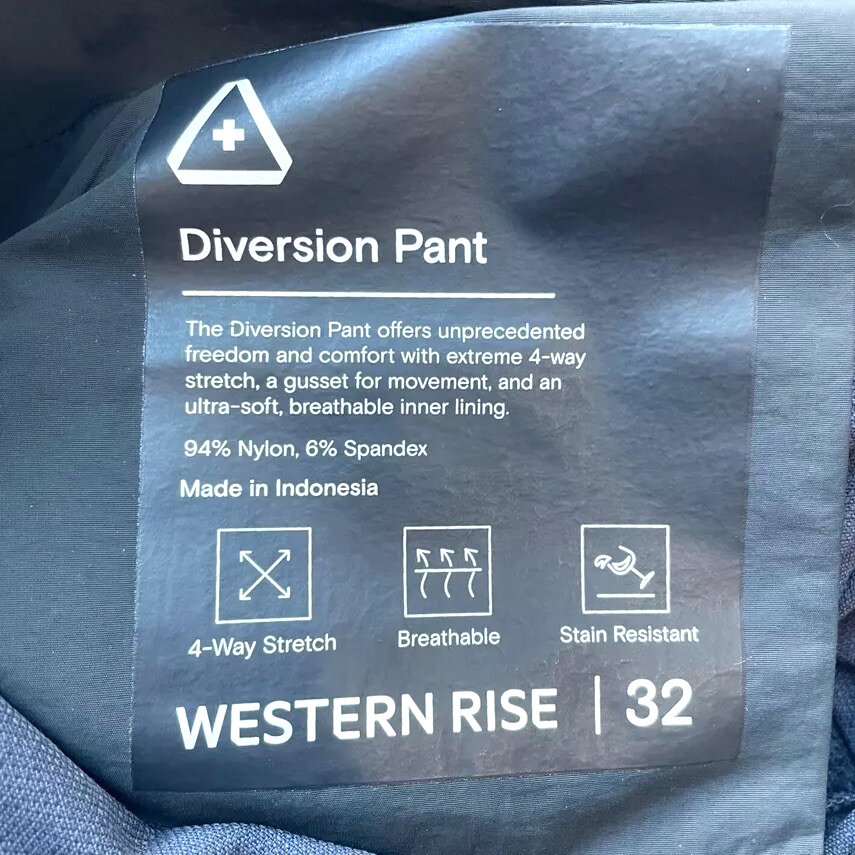 Diversion Pant
The Diversion Pant offers unprecedented
freedom and comfort with extreme 4-way
stretch, a gusset for movement, and an
ultra-soft, breathable inner lining.
94% Nylon, 6% Spandex
Made in Indonesia
4-Way Stretch
Breathable
Stain Resistant
WESTERN RISE | 32